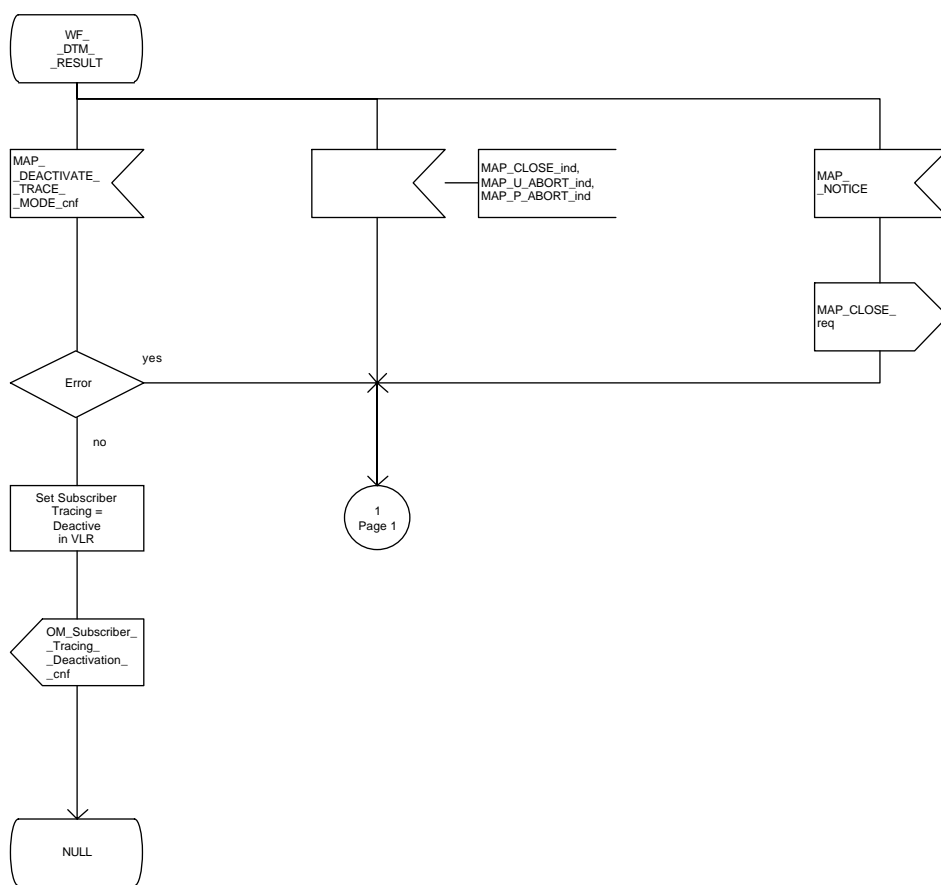 WF_
_DTM_
_RESULT
MAP_
_DEACTIVATE_
_TRACE_
_MODE_cnf
MAP_CLOSE_ind,
MAP_U_ABORT_ind,
MAP_P_ABORT_ind
MAP_
_NOTICE
MAP_CLOSE_
req
Error
yes
no
Set Subscriber
Tracing =
Deactive
in VLR
1
Page 1
OM_Subscriber_
_Tracing_
_Deactivation_
_cnf
NULL